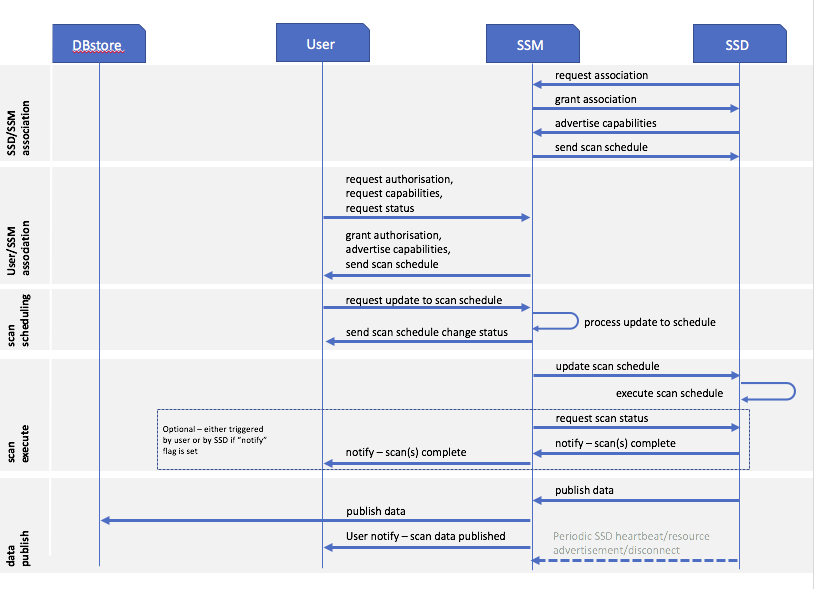 DBstore
User
SSM
SSD
SSD/SSM
association
request association
grant association
advertise capabilities
send scan schedule
User/SSM
association
request authorisation,
request capabilities,
request status
grant authorisation,
advertise capabilities,
send scan schedule
scan
scheduling
request update to scan schedule
process update to schedule
send scan schedule change status
scan
execute
update scan schedule
execute scan schedule
Optional – either triggered
by user or by SSD if "notify"
flag is set
request scan status
notify – scan(s) complete
notify – scan(s) complete
data
publish
publish data
publish data
User notify – scan data published
Periodic SSD heartbeat/resource
advertisement/disconnect